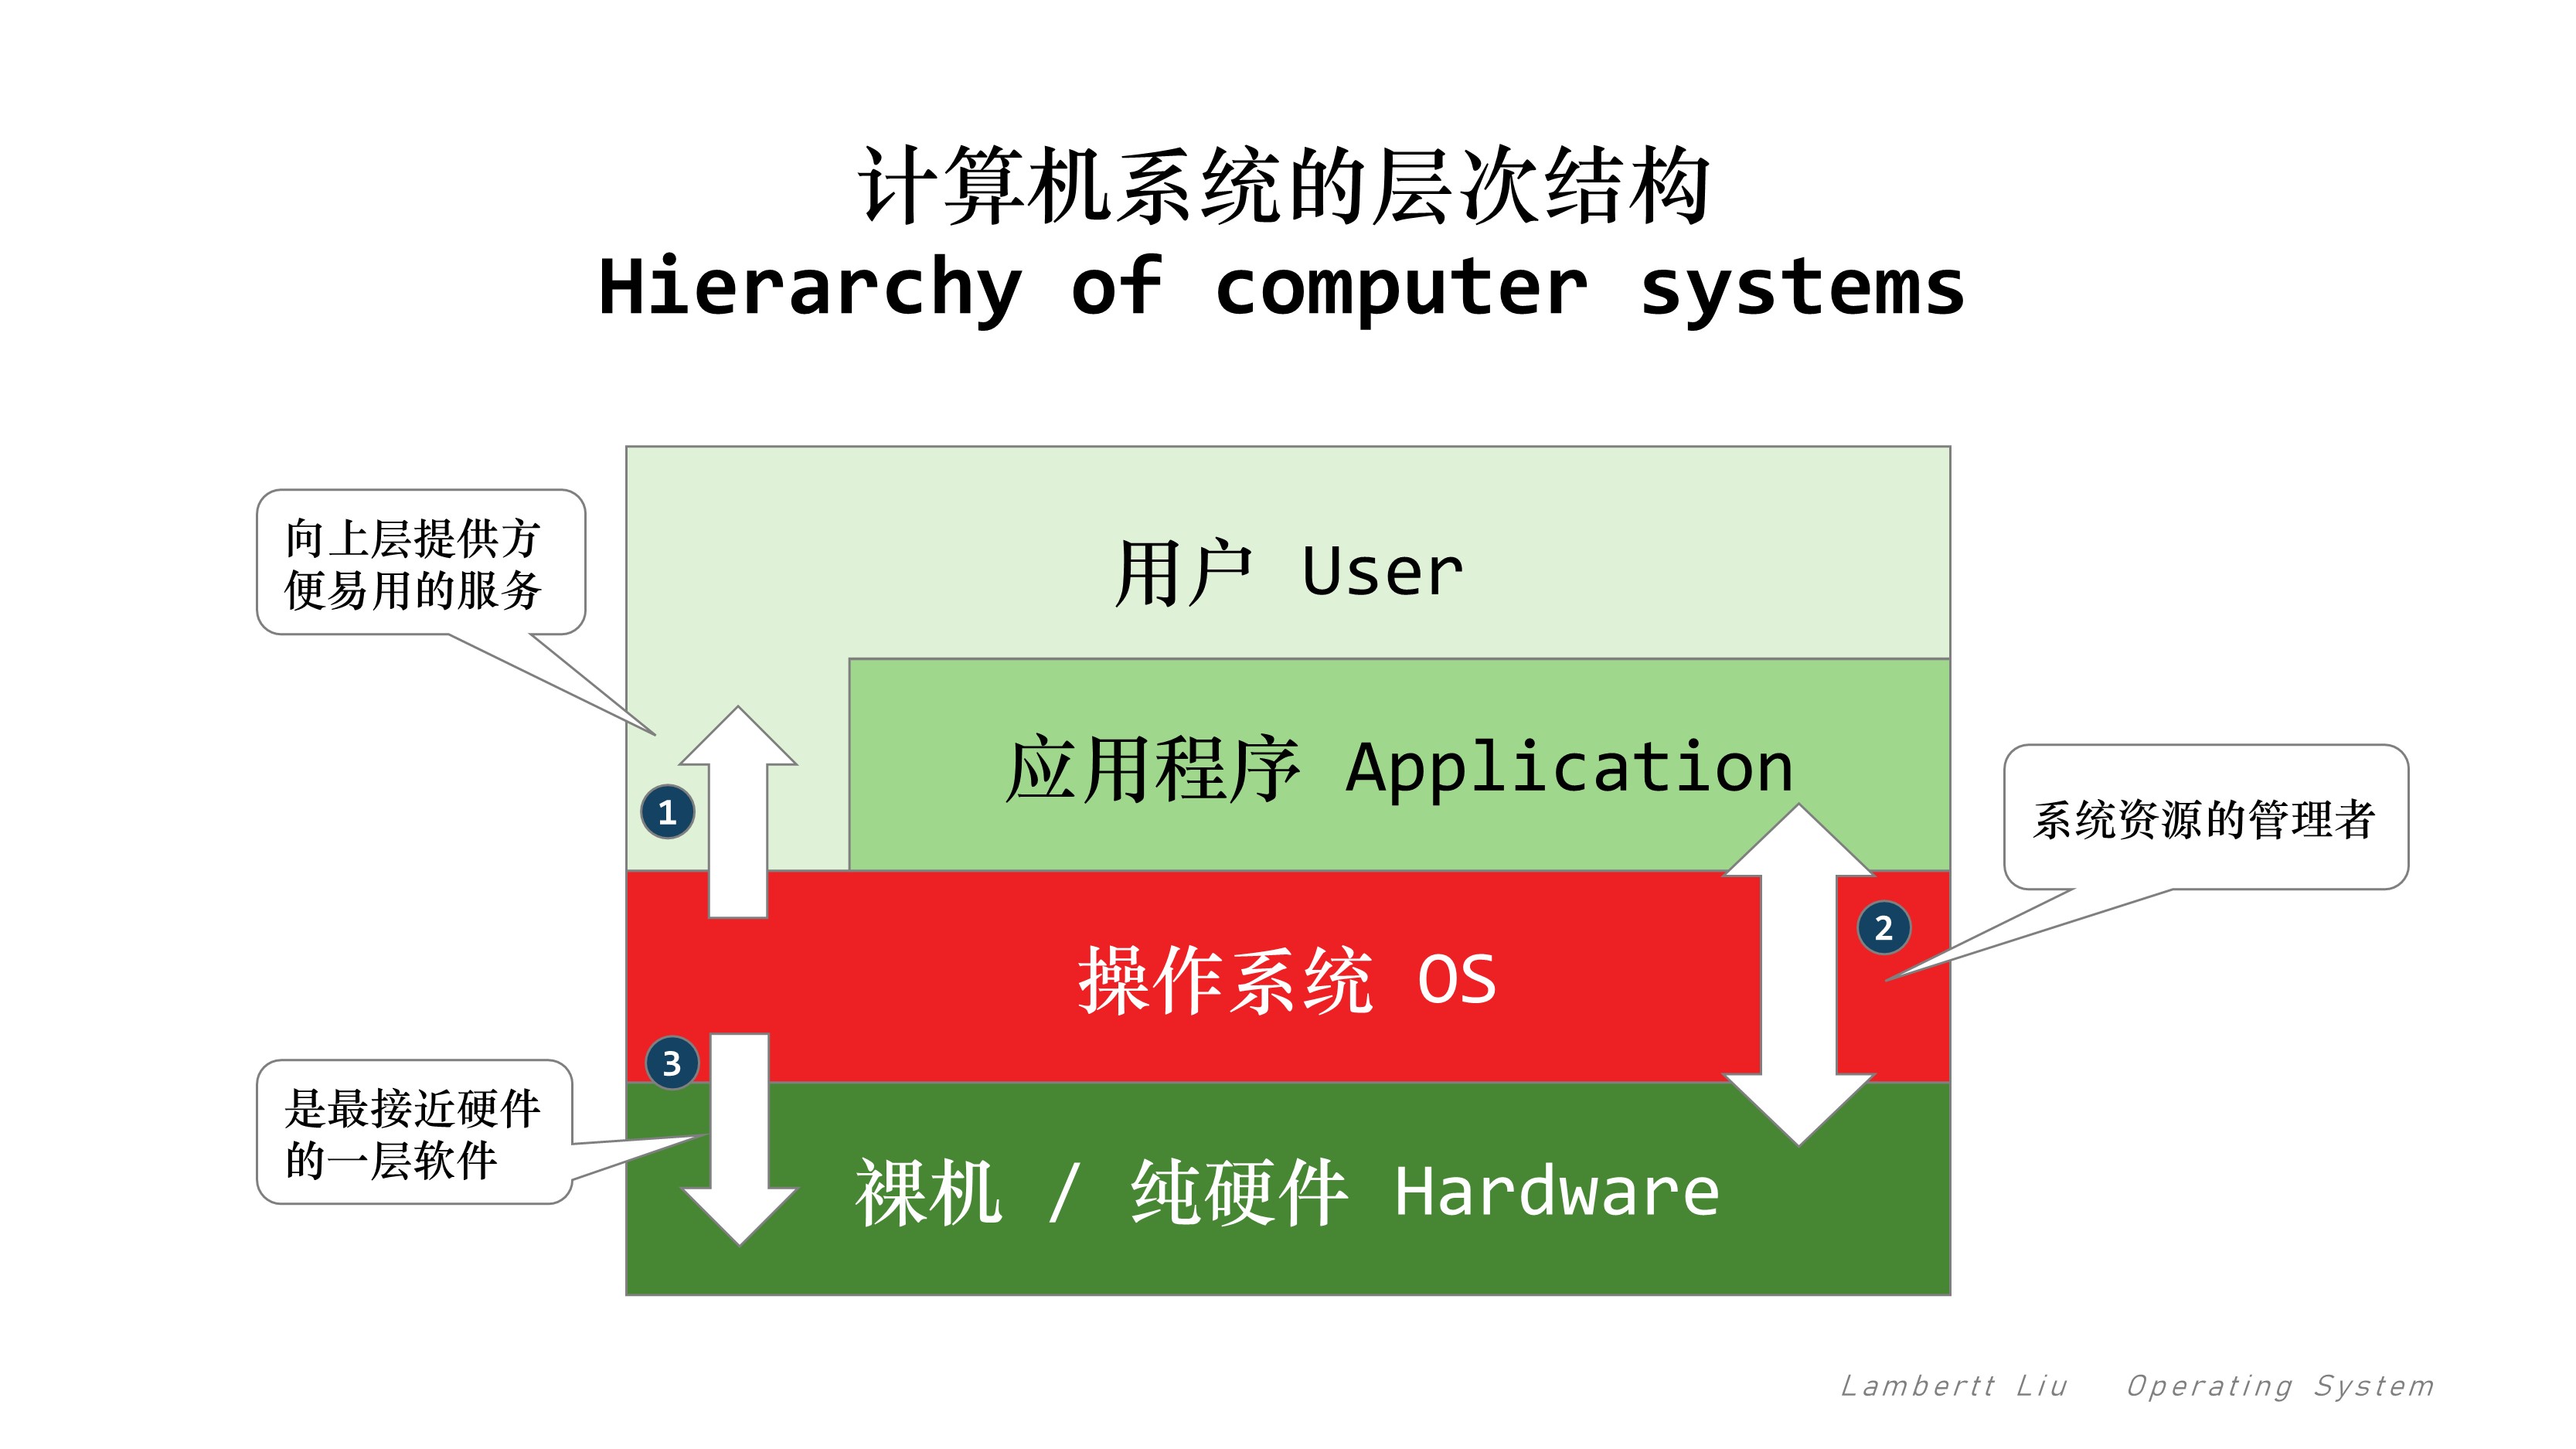 计算机系统的层次结构
Hierarchy of computer systems
向上层提供方
便易用的服务
用户 User
应用程序 Application
1
系统资源的管理者
2
操作系统 OS
3
是最接近硬件
的一层软件
裸机 / 纯硬件 Hardware
Lambertt Liu Operating System